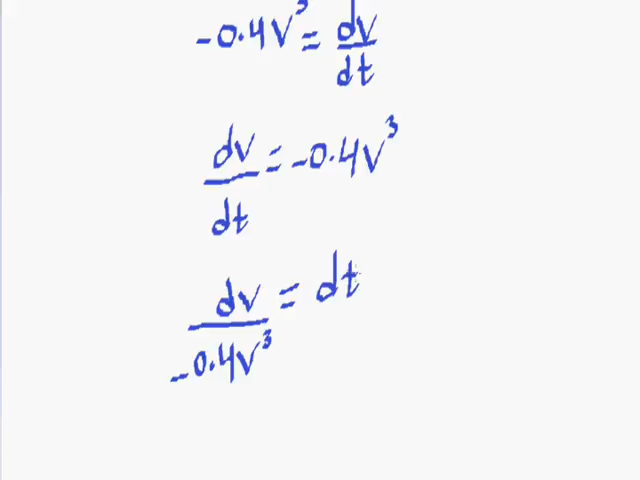 -0.4v³ = dv/dt
dv/dt = -0.4v³
dv/-0.4v³ = dt